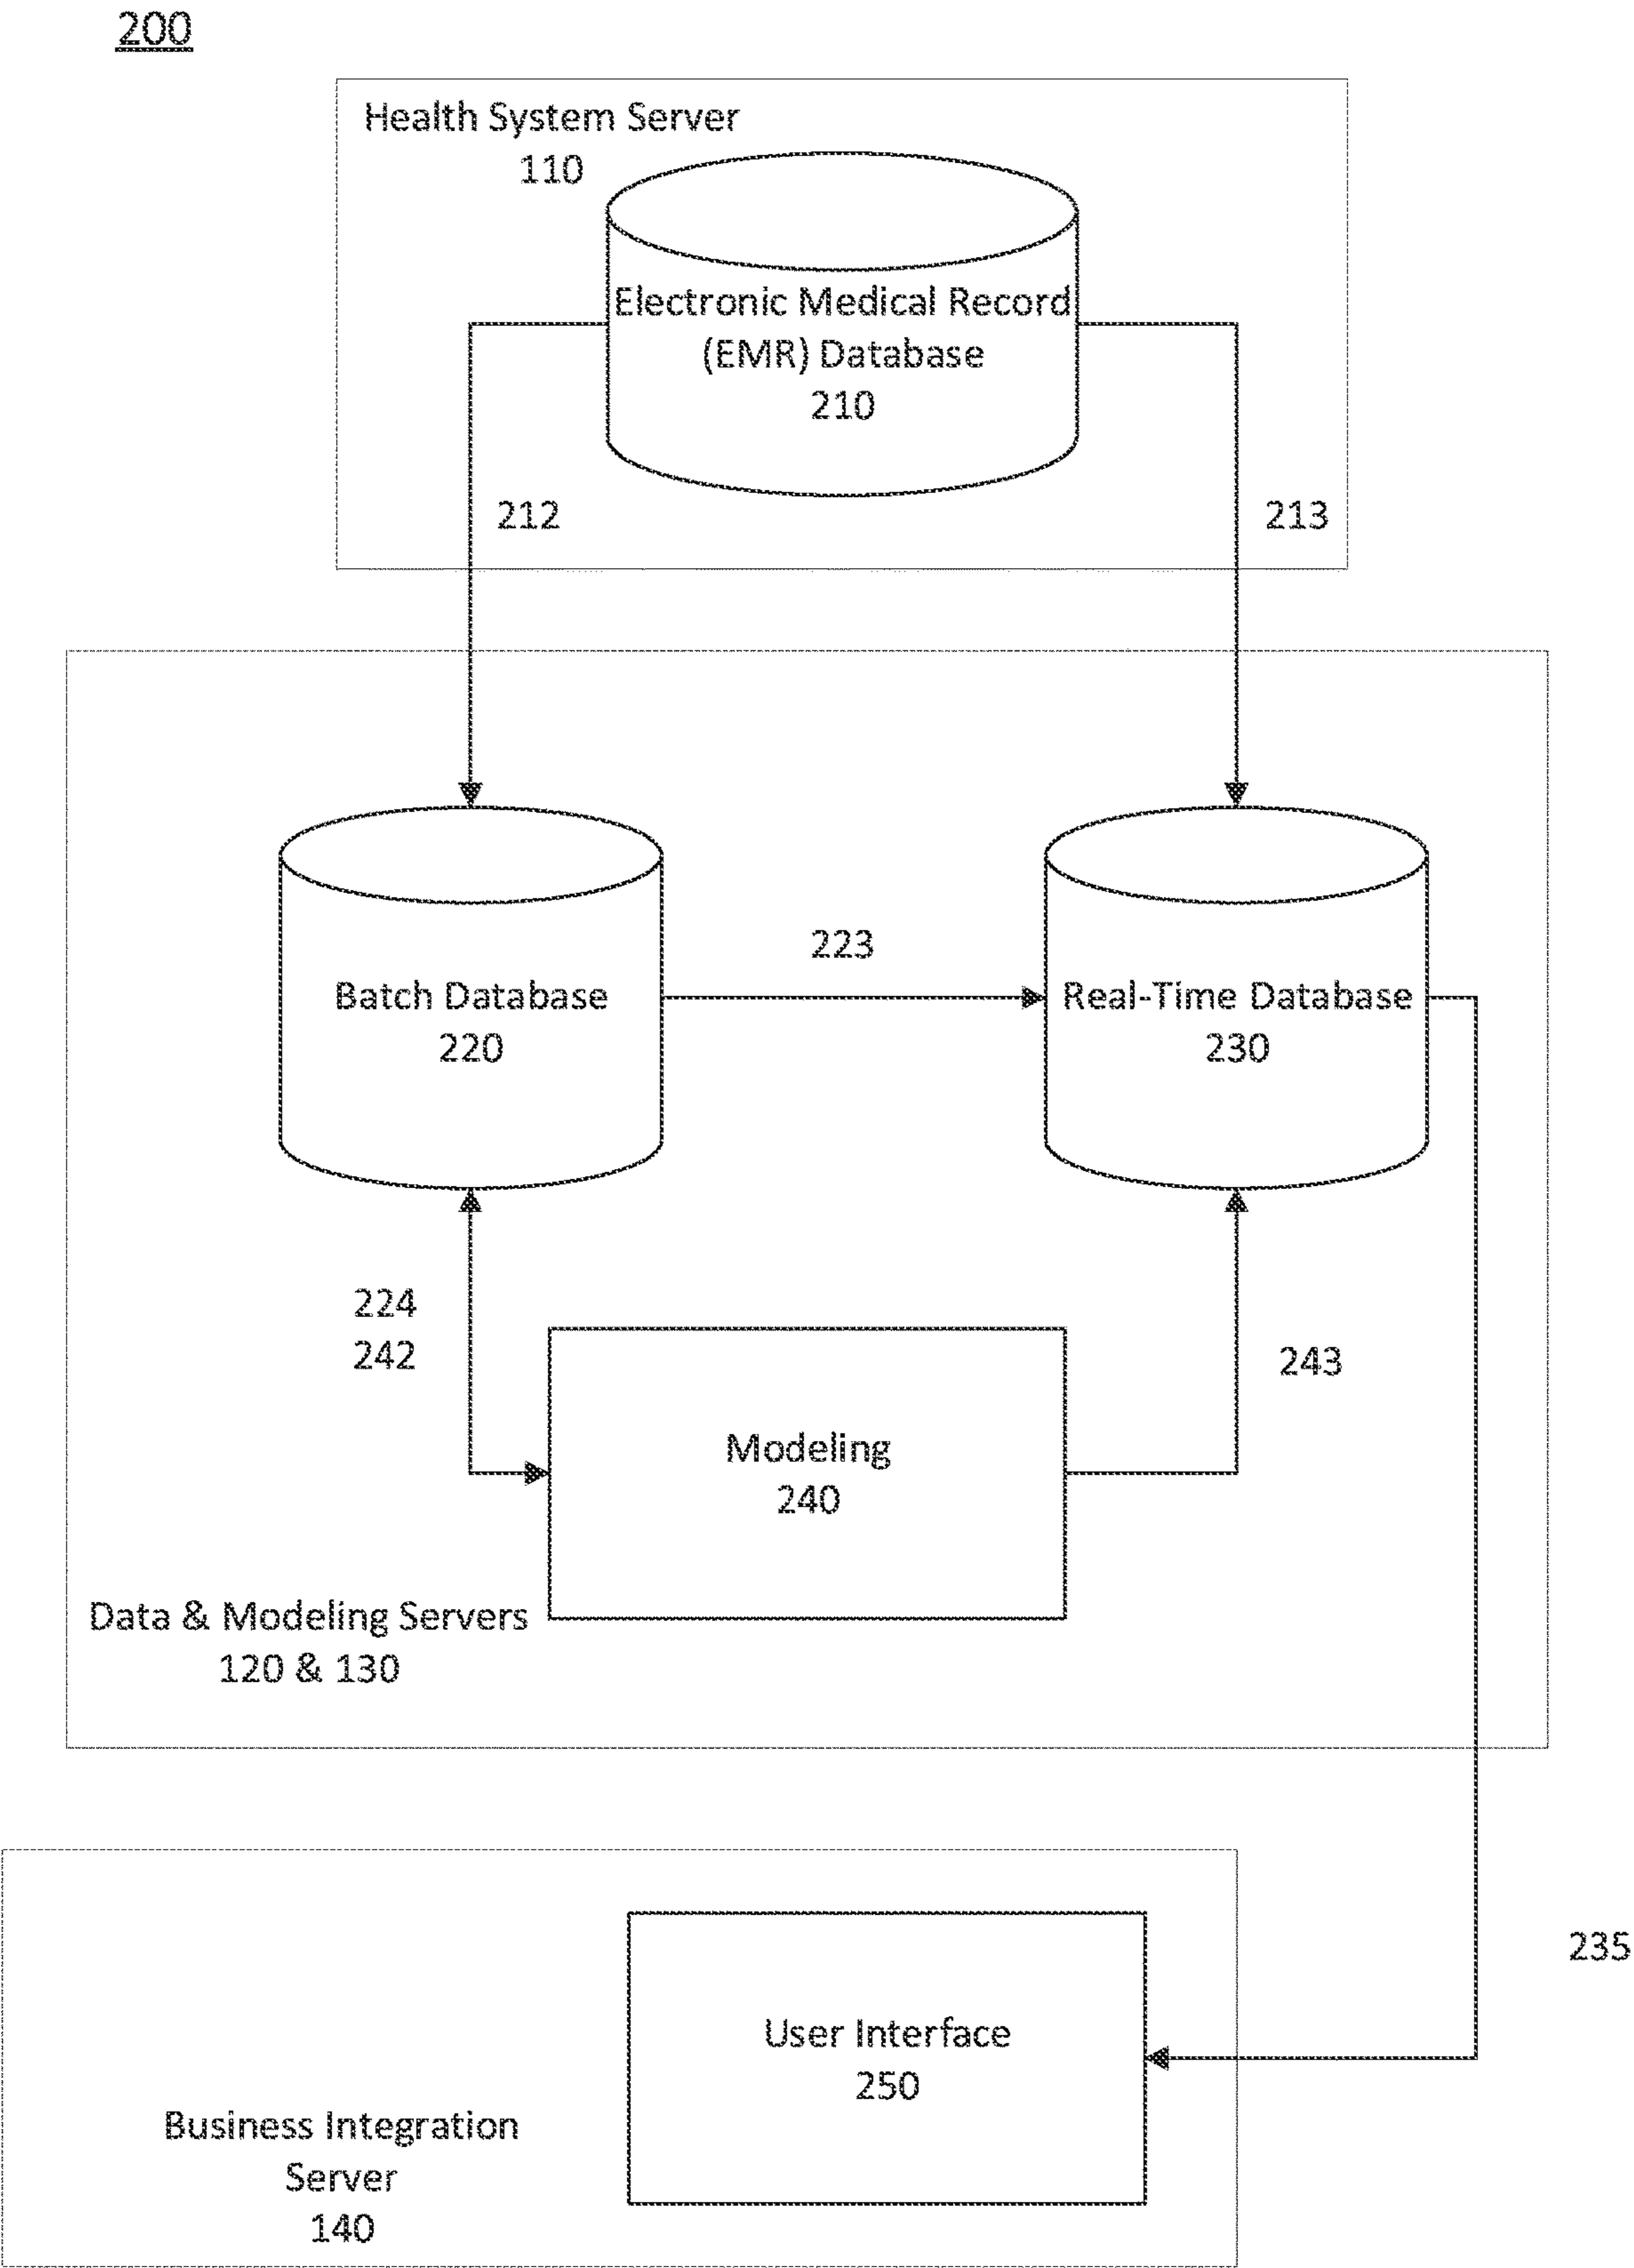 200
Health System Server
110
Electronic Medical Record
(EMR) Database
210
212
213
223
Batch Database
220
Real-Time Database
230
224
242
243
Modeling
240
Data & Modeling Servers
120 & 130
235
User Interface
250
Business Integration
Server
140